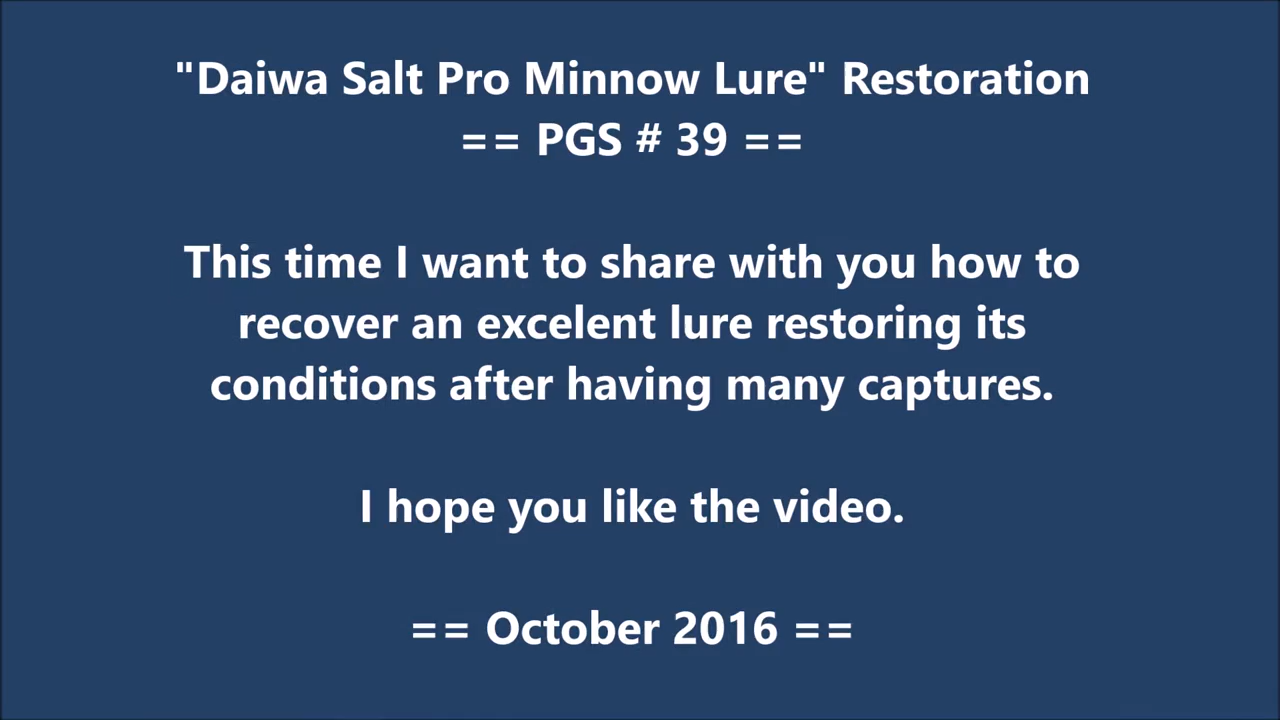 "Daiwa Salt Pro Minnow Lure" Restoration
== PGS # 39 ==
This time I want to share with you how to
recover an excelent lure restoring its
conditions after having many captures.
I hope you like the video.
== October 2016 ==